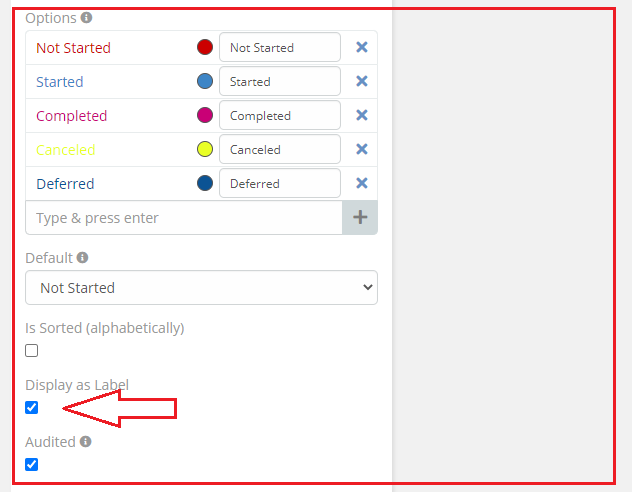 Options
Not Started Not Started
Started Started
Completed Completed
Canceled Canceled
Deferred Deferred
Type & press enter
Default
Not Started
Is Sorted (alphabetically)
Display as Label
Audited